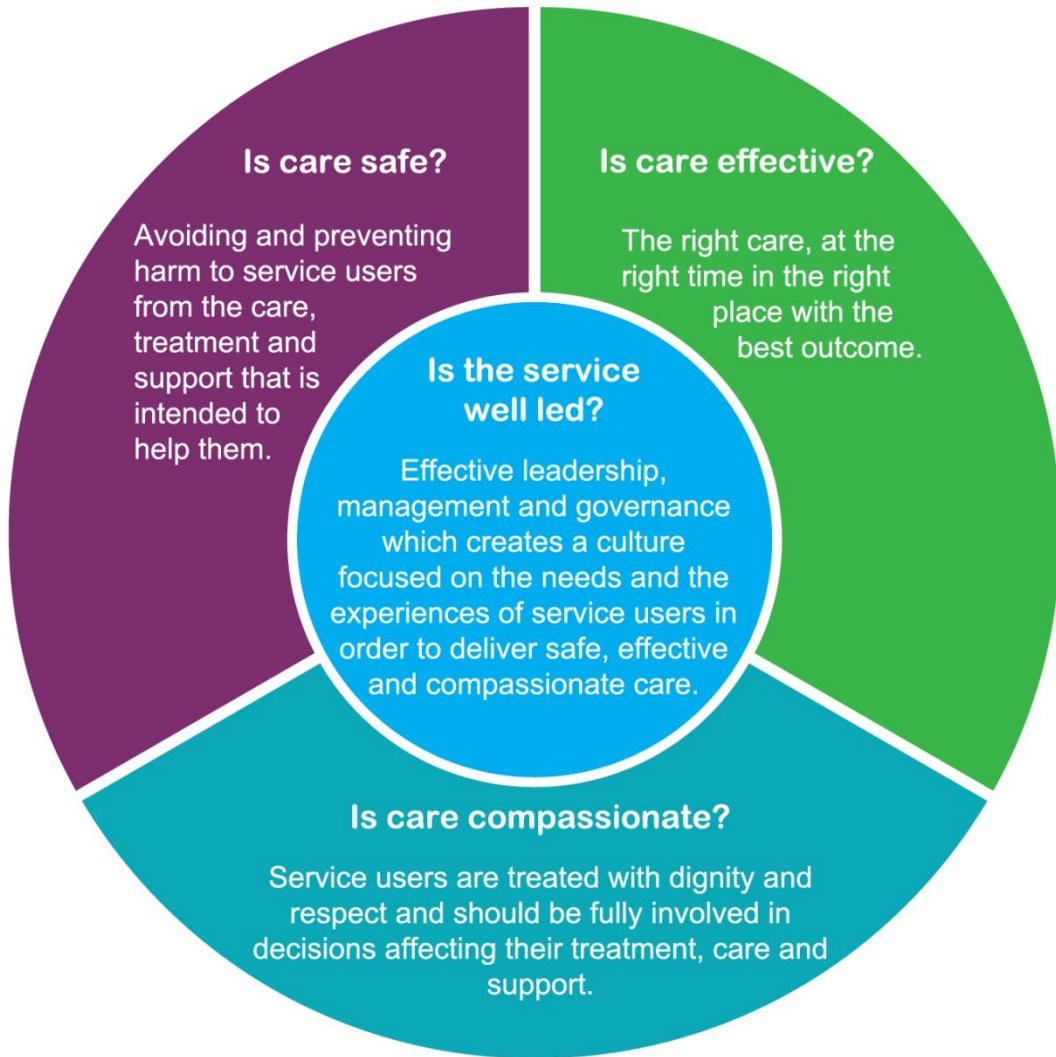 Is care safe?
Avoiding and preventing
harm to service users
from the care,
treatment and
support that is
intended to
help them.
Is care effective?
The right care, at the
right time in the right
place with the
best outcome.
Is the service
well led?
Effective leadership,
management and governance
which creates a culture
focused on the needs and the
experiences of service users in
order to deliver safe, effective
and compassionate care.
Is care compassionate?
Service users are treated with dignity and
respect and should be fully involved in
decisions affecting their treatment, care and
support.